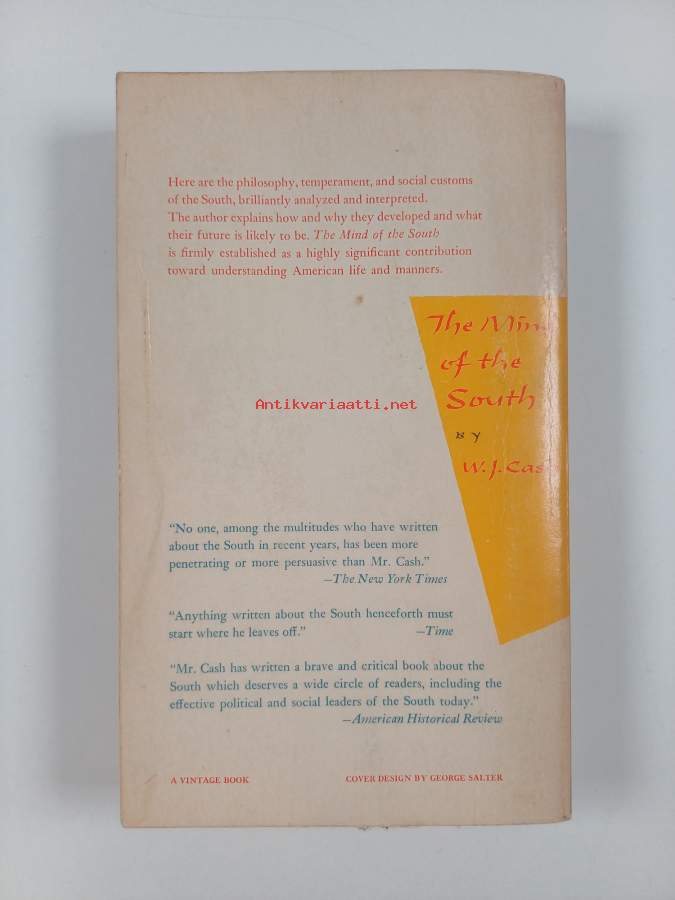 Here are the philosophy, temperament, and social customs
of the South, brilliantly analyzed and interpreted.
The author explains how and why they developed and what
their future is likely to be. The Mind of the South
is firmly established as a highly significant contribution
toward understanding American life and manners.
The Mind
of the
South
BY
W. J. Cas
Antikvariaatti.net
“No one, among the multitudes who have written
about the South in recent years, has been more
penetrating or more persuasive than Mr. Cash.”
—The New York Times
“Anything written about the South henceforth must
start where he leaves off.” —Time
“Mr. Cash has written a brave and critical book about the
South which deserves a wide circle of readers, including the
effective political and social leaders of the South today.”
—American Historical Review
A VINTAGE BOOK COVER DESIGN BY GEORGE SALTER